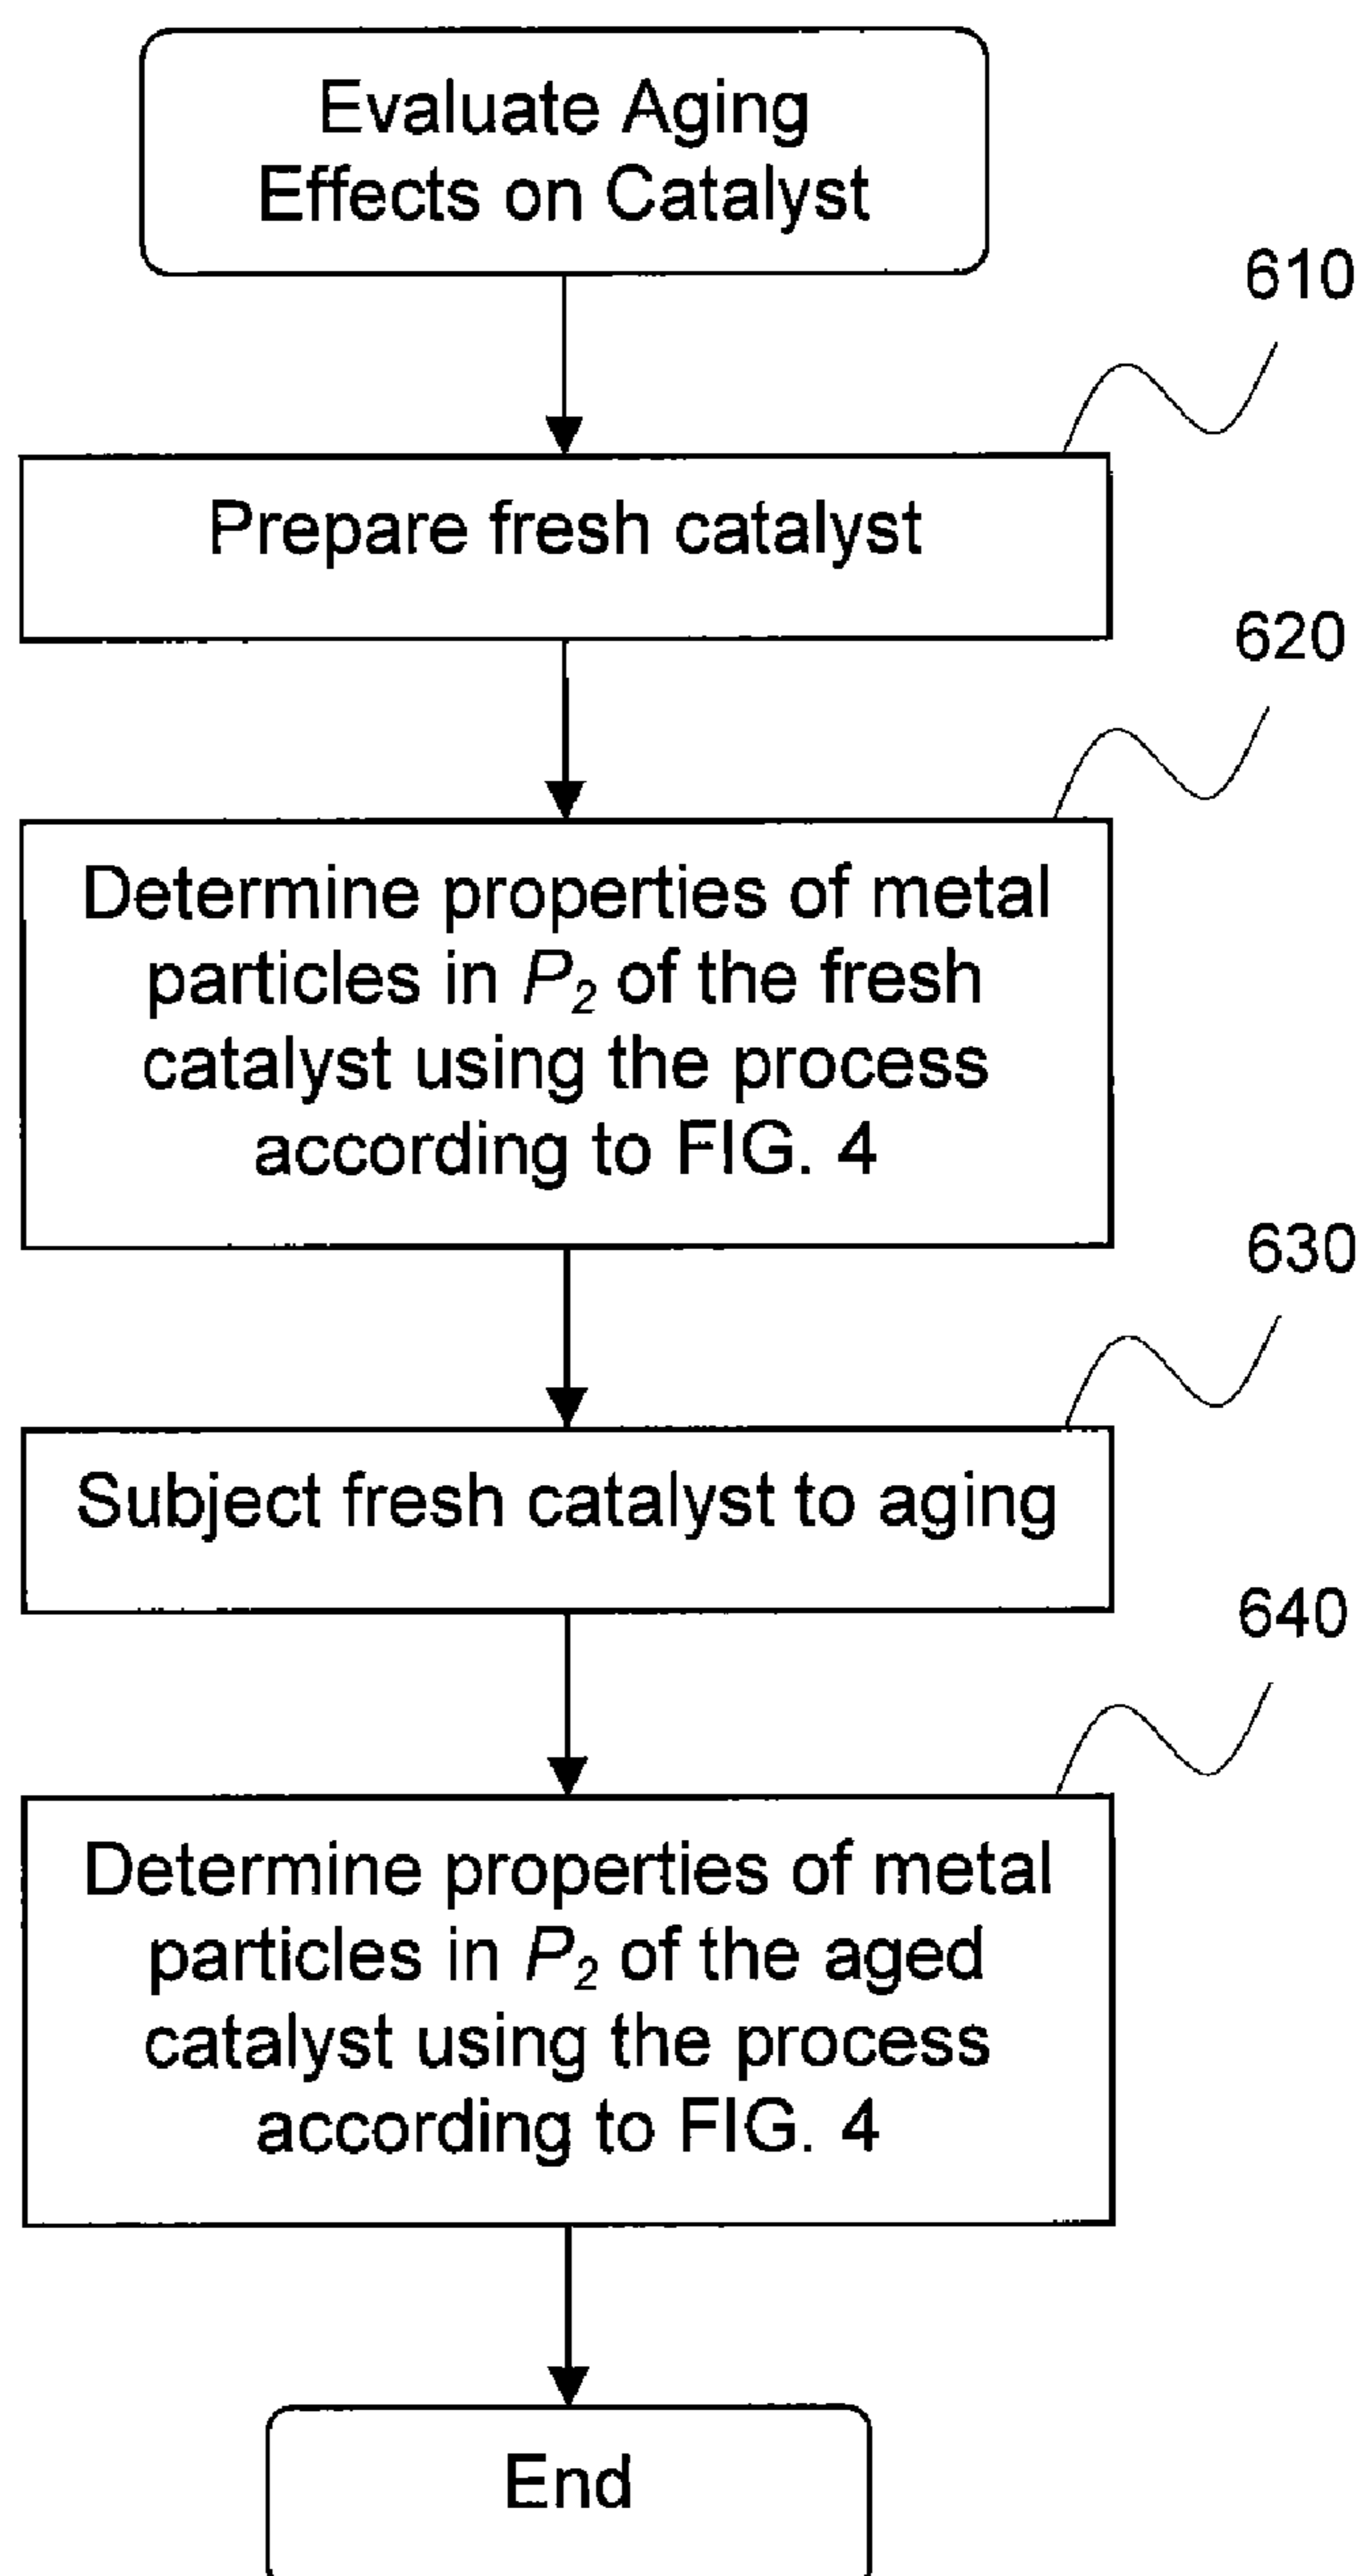 Evaluate Aging
Effects on Catalyst
610
Prepare fresh catalyst
620
Determine properties of metal
particles in P₂ of the fresh
catalyst using the process
according to FIG. 4
630
Subject fresh catalyst to aging
640
Determine properties of metal
particles in P₂ of the aged
catalyst using the process
according to FIG. 4
End